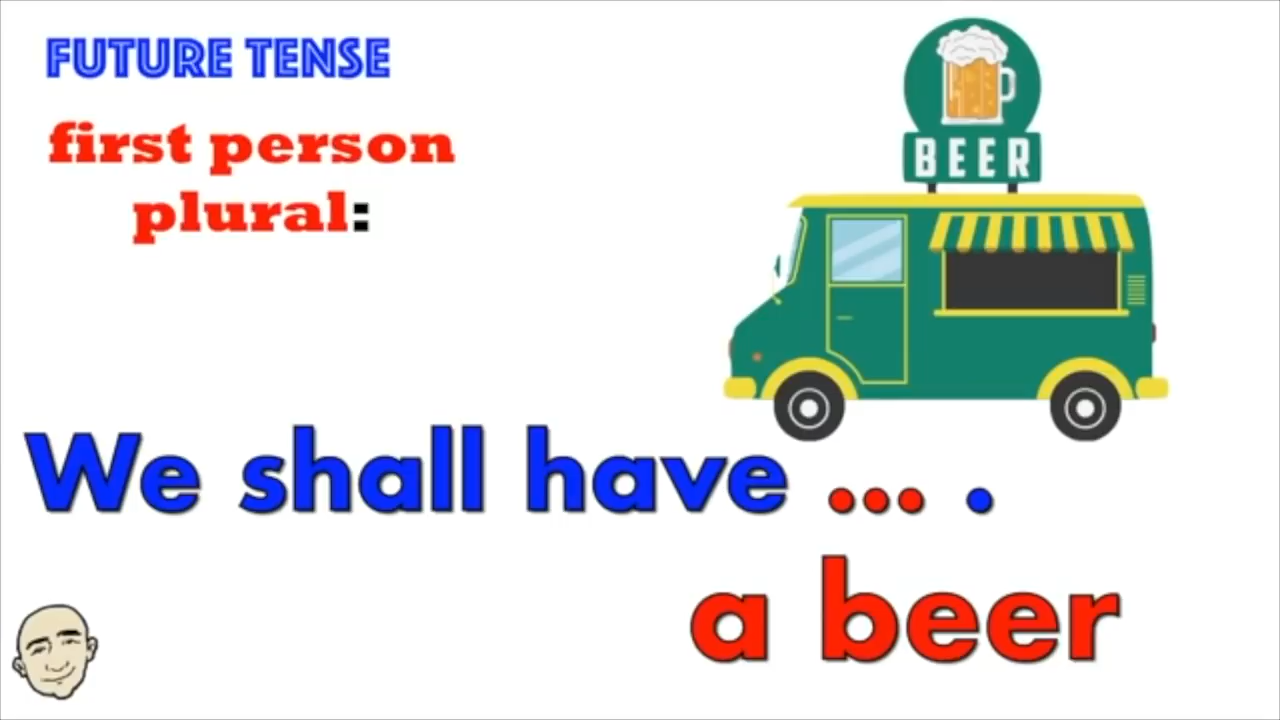 FUTURE TENSE
first person
plural:
BEER
We shall have ... .
a beer